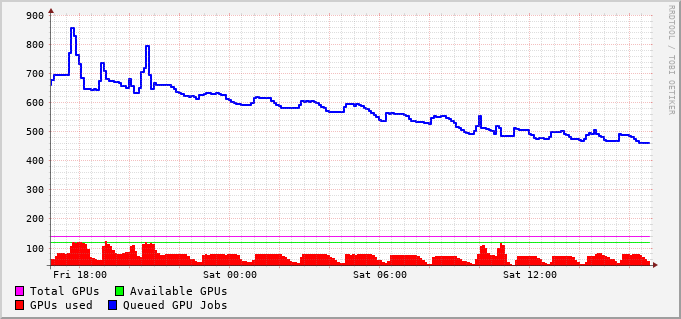 900
800
700
600
500
400
300
200
100
Fri 18:00 Sat 00:00 Sat 06:00 Sat 12:00
Total GPUs Available GPUs
GPUs used Queued GPU Jobs
RRDTOOL / TOBI OETIKER